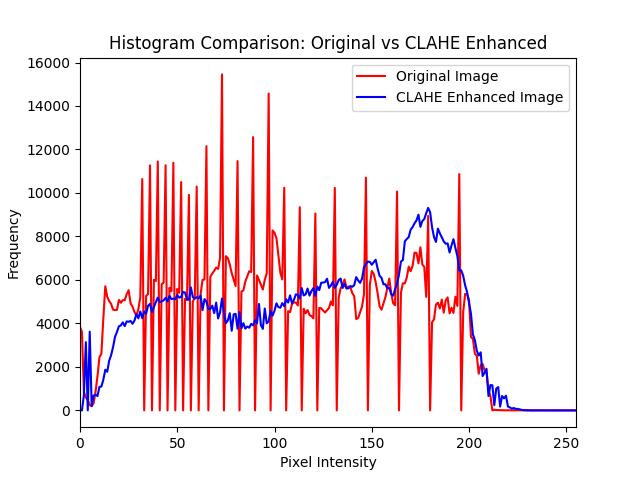 Histogram Comparison: Original vs CLAHE Enhanced
16000
14000
12000
10000
8000
6000
4000
2000
0
Frequency
Original Image
CLAHE Enhanced Image
0 50 100 150 200 250
Pixel Intensity